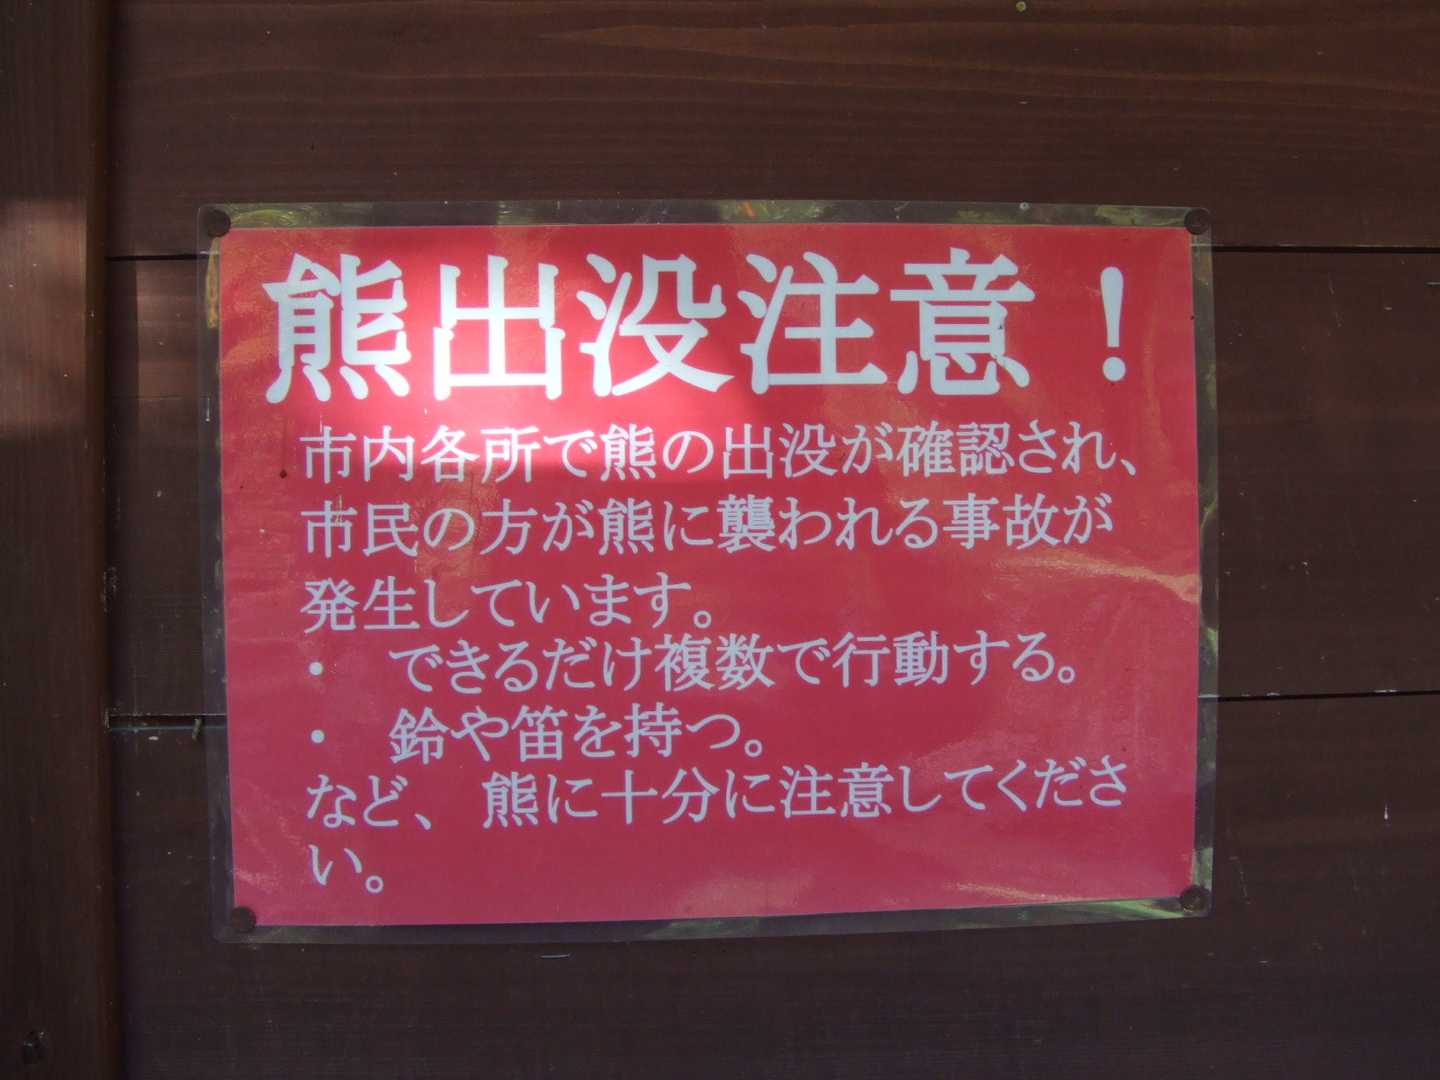 熊出没注意！
市内各所で熊の出没が確認され、
市民の方が熊に襲われる事故が
発生しています。
・　できるだけ複数で行動する。
・　鈴や笛を持つ。
など、熊に十分に注意してくださ
い。